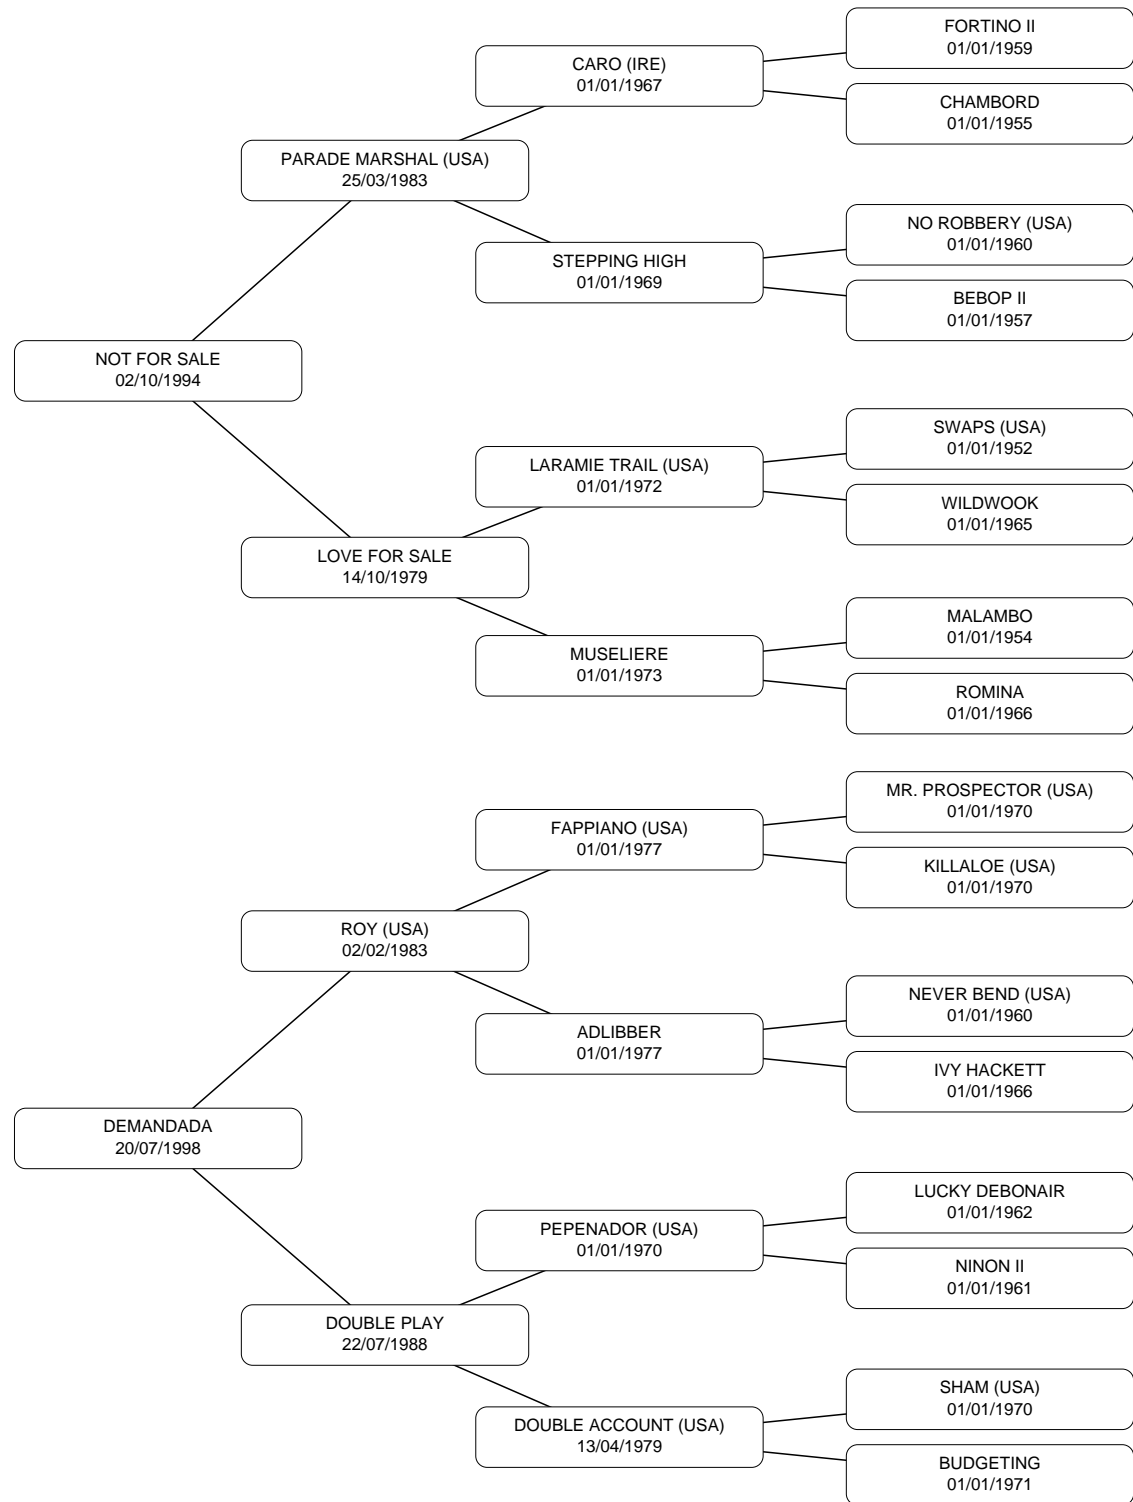 FORTINO II
01/01/1959
CARO (IRE)
01/01/1967
CHAMBORD
01/01/1955
PARADE MARSHAL (USA)
25/03/1983
NO ROBBERY (USA)
01/01/1960
STEPPING HIGH
01/01/1969
BEBOP II
01/01/1957
NOT FOR SALE
02/10/1994
SWAPS (USA)
01/01/1952
LARAMIE TRAIL (USA)
01/01/1972
WILDWOOK
01/01/1965
LOVE FOR SALE
14/10/1979
MALAMBO
01/01/1954
MUSELIERE
01/01/1973
ROMINA
01/01/1966
MR. PROSPECTOR (USA)
01/01/1970
FAPPIANO (USA)
01/01/1977
KILLALOE (USA)
01/01/1970
ROY (USA)
02/02/1983
NEVER BEND (USA)
01/01/1960
ADLIBBER
01/01/1977
IVY HACKETT
01/01/1966
DEMANDADA
20/07/1998
LUCKY DEBONAIR
01/01/1962
PEPENADOR (USA)
01/01/1970
NINON II
01/01/1961
DOUBLE PLAY
22/07/1988
SHAM (USA)
01/01/1970
DOUBLE ACCOUNT (USA)
13/04/1979
BUDGETING
01/01/1971